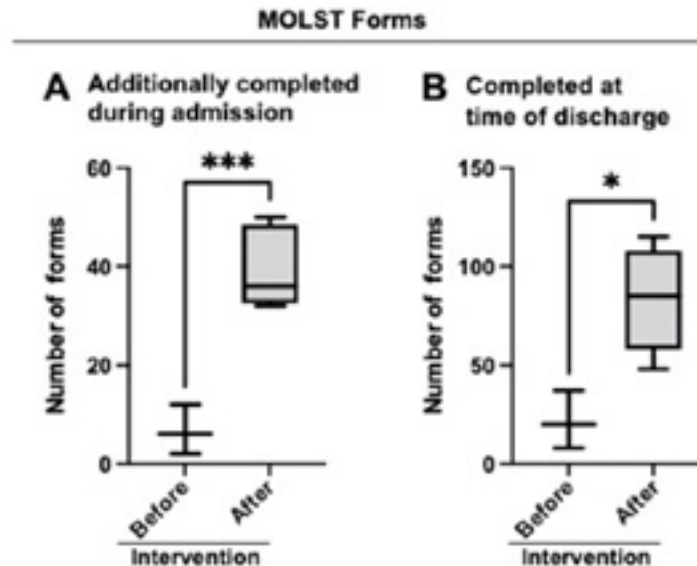 MOLST Forms
A Additionally completed
during admission
60
40
20
0
Number of forms
***
Before
After
Intervention
B Completed at
time of discharge
150
100
50
0
Number of forms
*
Before
After
Intervention